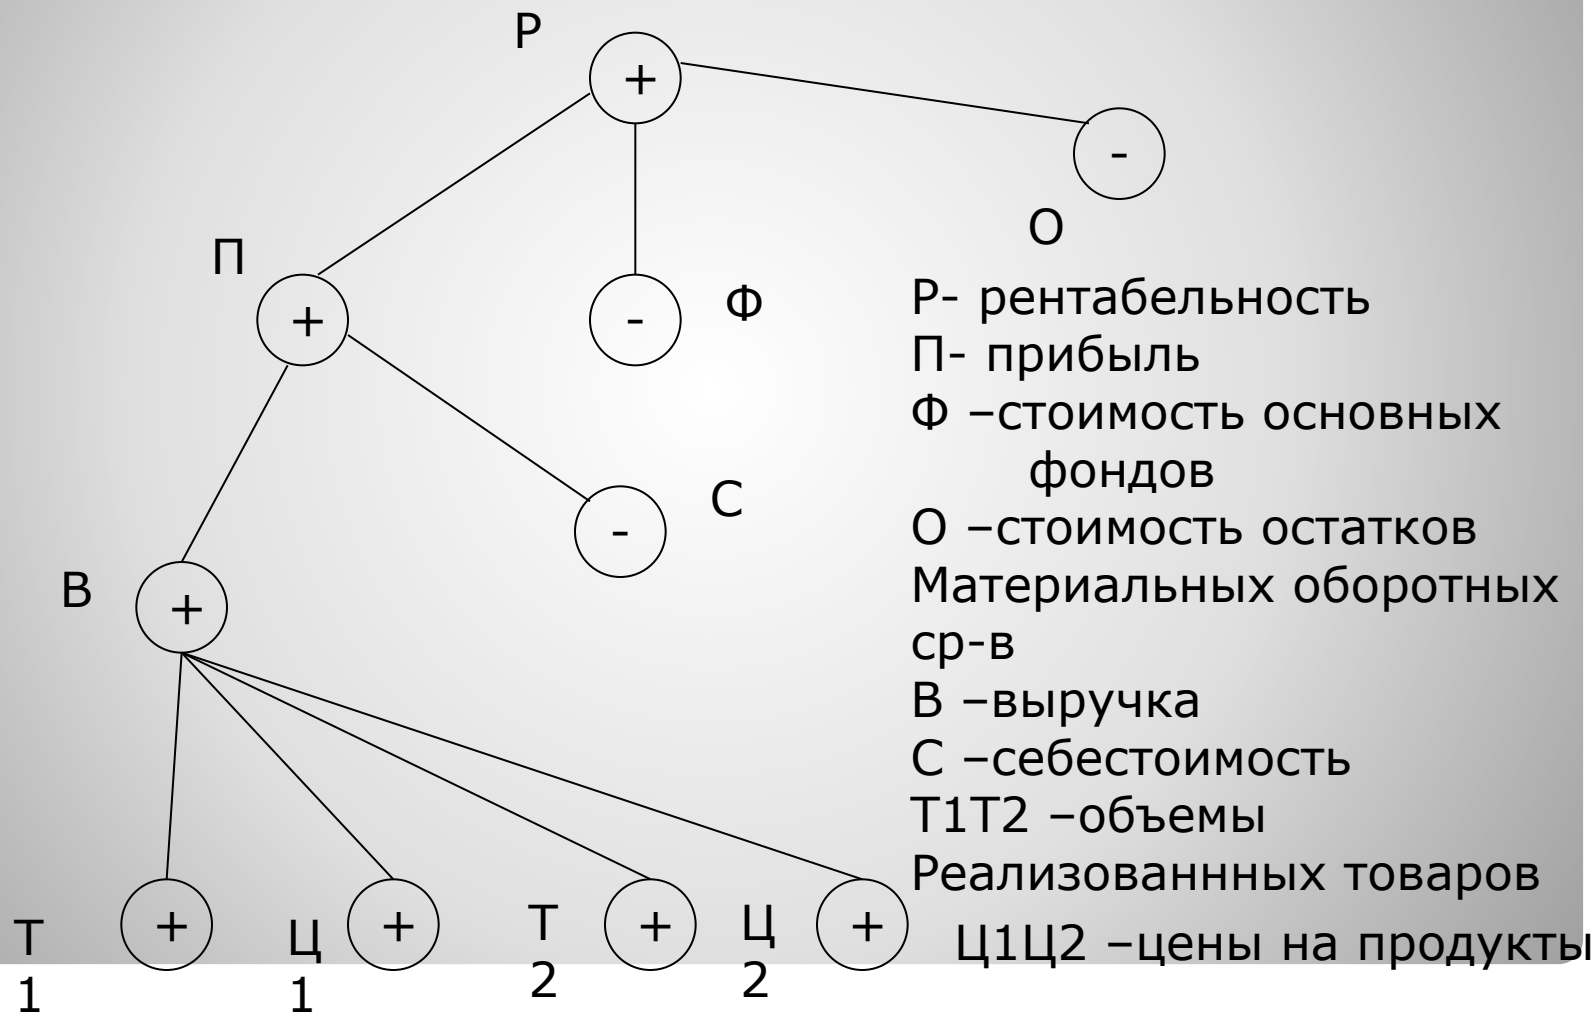 Р
+
-
О
П
+
-
Ф
Р- рентабельность
П- прибыль
Ф –стоимость основных
фондов
О –стоимость остатков
Материальных оборотных
ср-в
В –выручка
С –себестоимость
Т1Т2 –объемы
Реализованнных товаров
Ц1Ц2 –цены на продукты
-
С
В
+
Т
1
+
Ц
1
+
Т
2
+
Ц
2
+